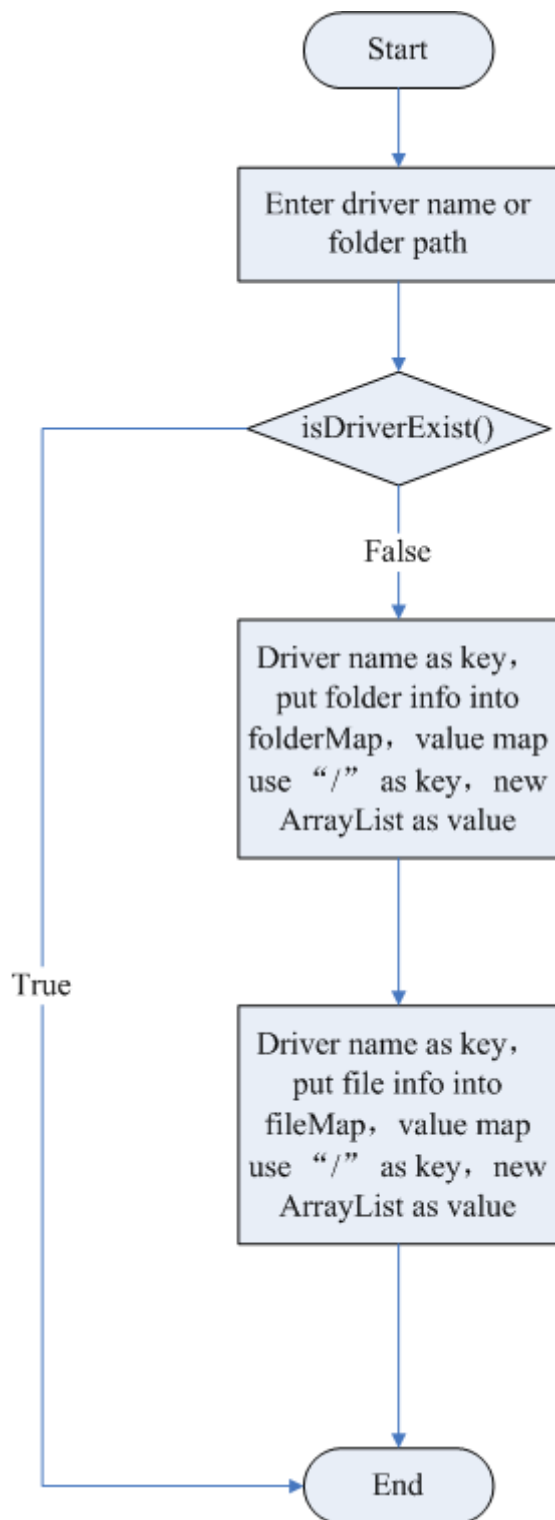 Start
Enter driver name or
folder path
isDriverExist()
False
Driver name as key，
put folder info into
folderMap，value map
use “/” as key，new
ArrayList as value
True
Driver name as key，
put file info into
fileMap，value map
use “/” as key，new
ArrayList as value
End